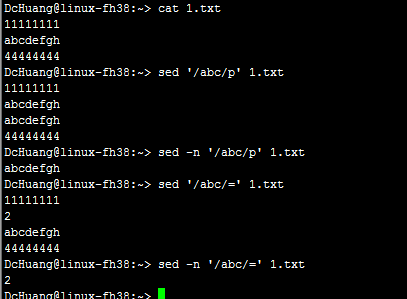 DcHuang@linux-fh38:~> cat 1.txt
11111111
abcdefgh
44444444
DcHuang@linux-fh38:~> sed '/abc/p' 1.txt
11111111
abcdefgh
abcdefgh
44444444
DcHuang@linux-fh38:~> sed -n '/abc/p' 1.txt
abcdefgh
DcHuang@linux-fh38:~> sed '/abc/=' 1.txt
11111111
2
abcdefgh
44444444
DcHuang@linux-fh38:~> sed -n '/abc/=' 1.txt
2
DcHuang@linux-fh38:~>